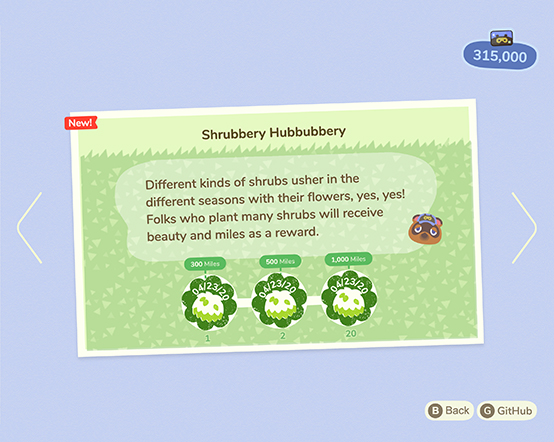 315,000
New!
Shrubbery Hubbubbery
Different kinds of shrubs usher in the
different seasons with their flowers, yes, yes!
Folks who plant many shrubs will receive
beauty and miles as a reward.
300 Miles
500 Miles
1,000 Miles
04/23/20
04/23/20
04/23/20
1
2
20
B Back
G GitHub